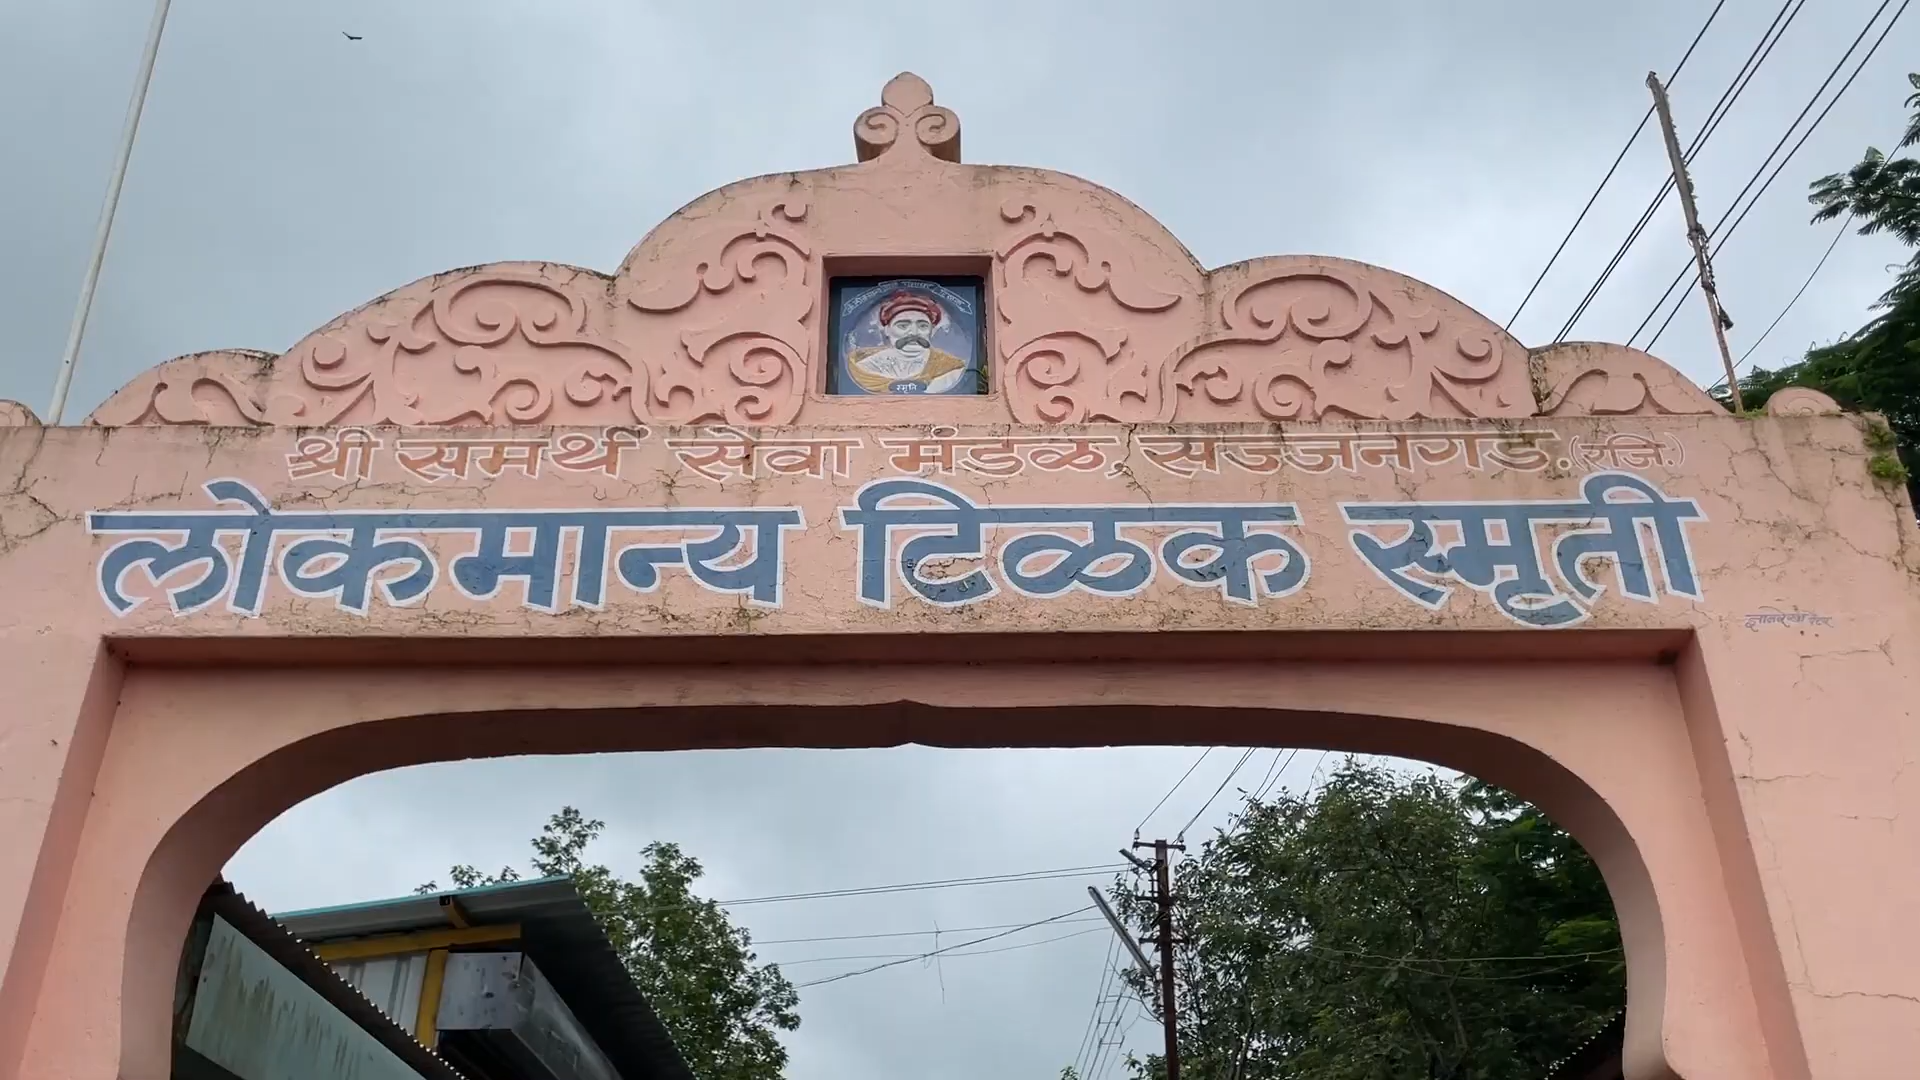 स्मृति
श्री समर्थ सेवा मंडळ, सज्जनगड.(रजि.)
लोकमान्य टिळक स्मृती